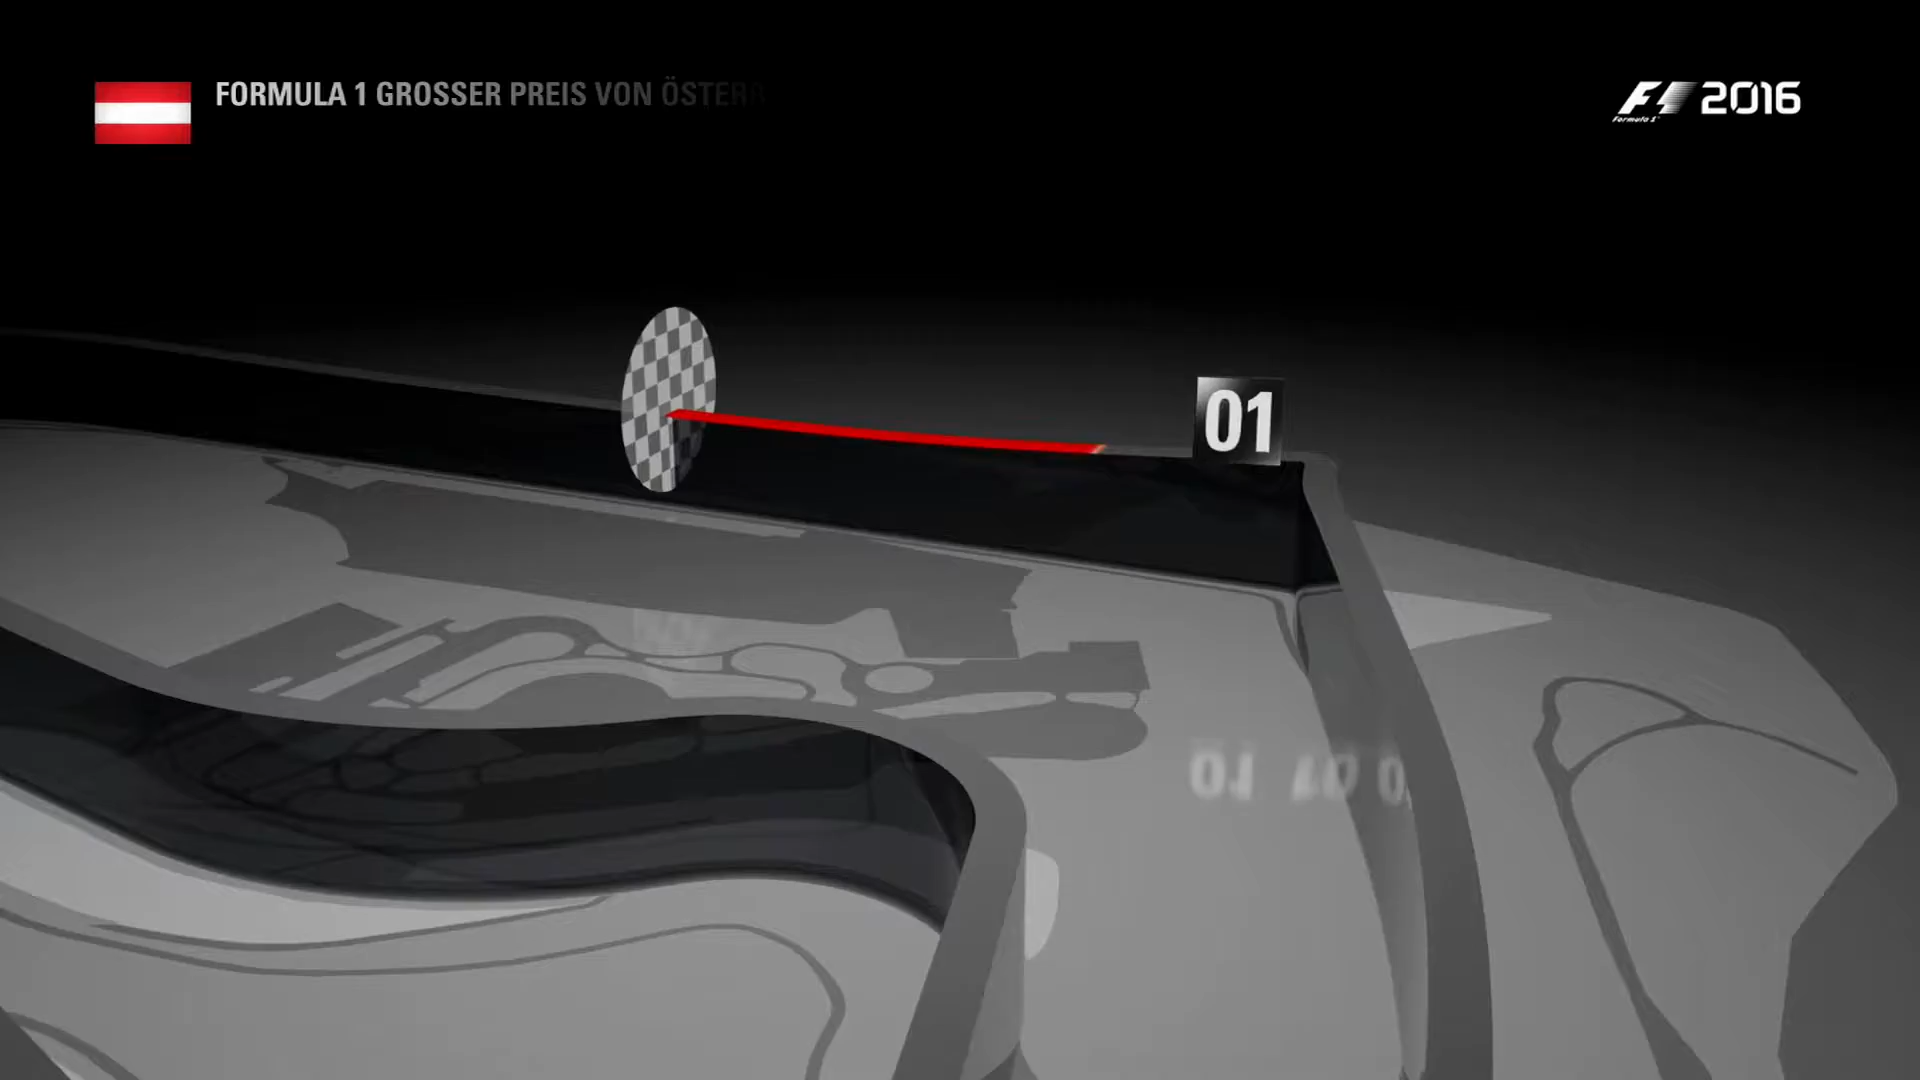 FORMULA 1 GROSSER PREIS VON ÖSTER
F1 2016
Formula 1
01